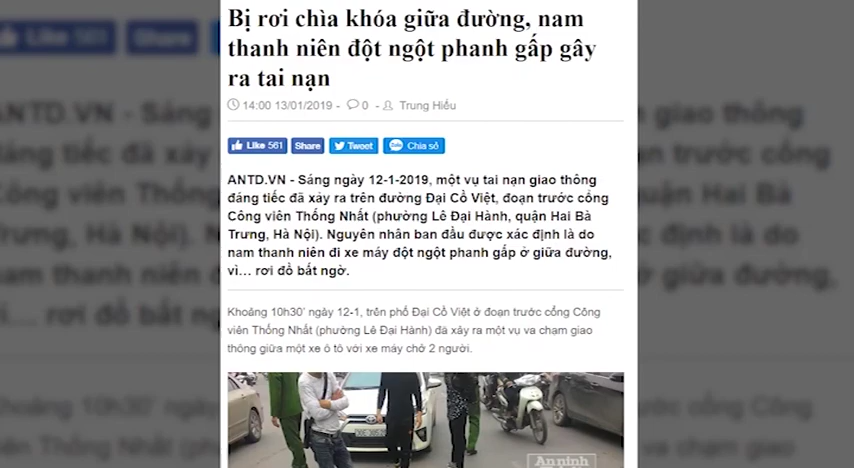 Bị rơi chìa khóa giữa đường, nam
thanh niên đột ngột phanh gấp gây
ra tai nạn
14:00 13/01/2019 - 0 - Trung Hiếu
Like 561 Share Tweet Zalo Chia sẻ
ANTD.VN - Sáng ngày 12-1-2019, một vụ tai nạn giao thông
đáng tiếc đã xảy ra trên đường Đại Cồ Việt, đoạn trước cổng
Công viên Thống Nhất (phường Lê Đại Hành, quận Hai Bà
Trưng, Hà Nội). Nguyên nhân ban đầu được xác định là do
nam thanh niên đi xe máy đột ngột phanh gấp ở giữa đường,
vì... rơi đồ bất ngờ.
Khoảng 10h30' ngày 12-1, trên phố Đại Cồ Việt ở đoạn trước cổng Công
viên Thống Nhất (phường Lê Đại Hành) đã xảy ra một vụ va chạm giao
thông giữa một xe ô tô với xe máy chở 2 người.
An ninh